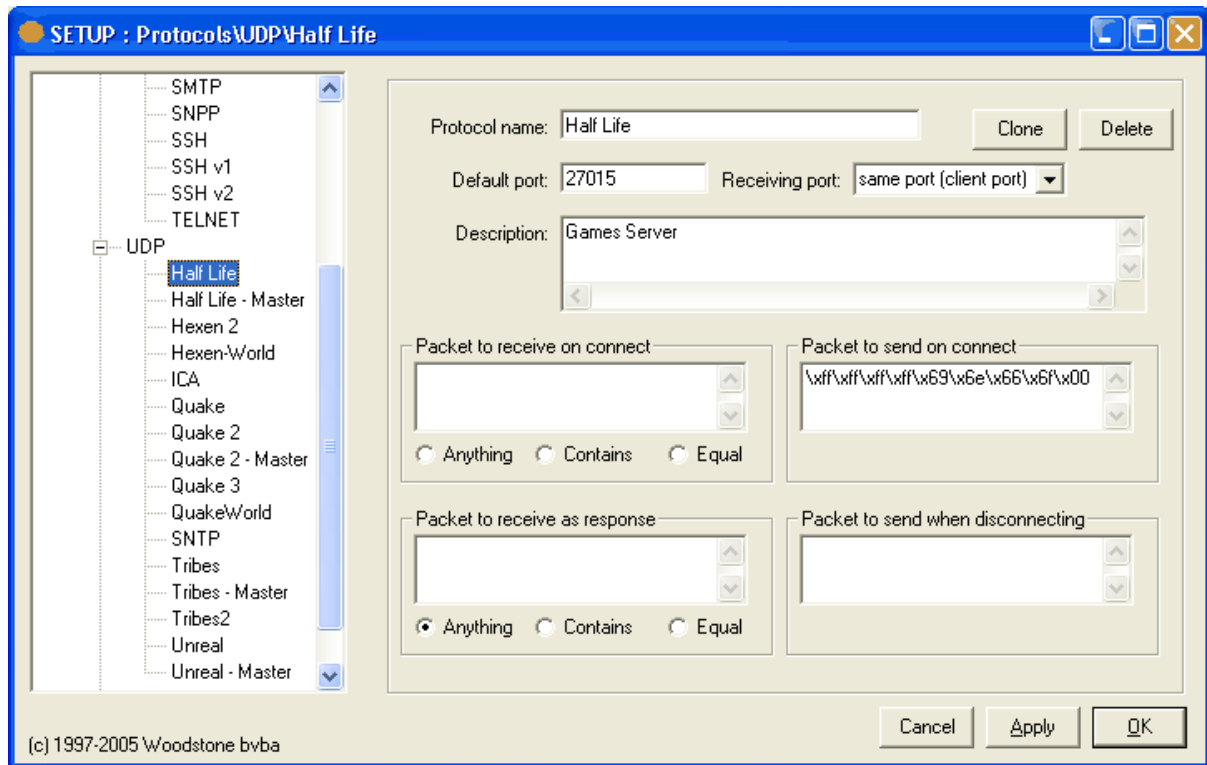 SETUP : Protocols\UDP\Half Life
SMTP
SNPP
SSH
SSH v1
SSH v2
TELNET
UDP
Half Life
Half Life - Master
Hexen 2
Hexen-World
ICA
Quake
Quake 2
Quake 2 - Master
Quake 3
QuakeWorld
SNTP
Tribes
Tribes - Master
Tribes2
Unreal
Unreal - Master
Protocol name: Half Life Clone Delete
Default port: 27015 Receiving port: same port (client port)
Description: Games Server
Packet to receive on connect
Anything Contains Equal
Packet to send on connect
\xff\xff\xff\xff\x69\x6e\x66\x6f\x00
Packet to receive as response
Anything Contains Equal
Packet to send when disconnecting
Cancel Apply OK
(c) 1997-2005 Woodstone bvba